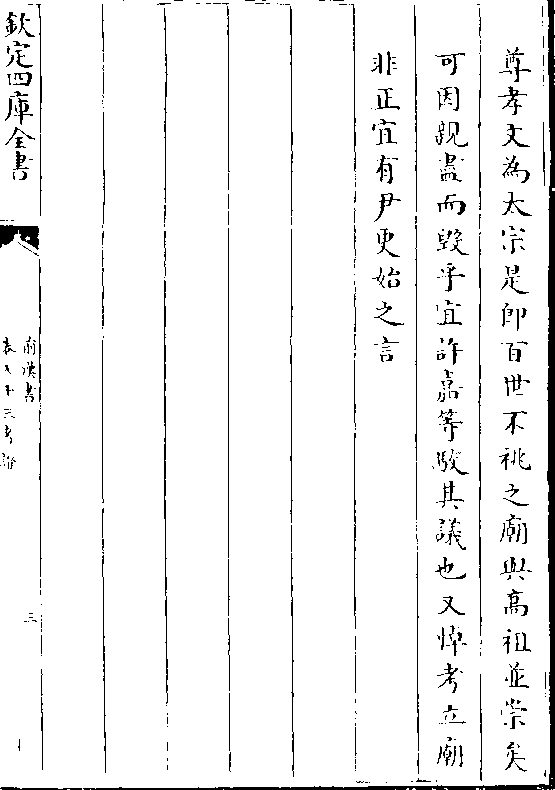 尊孝文為太宗是即百世不祧之廟與高祖並崇矣
可因親盡而毀乎宜許嘉等駁其議也又悼考立廟
非正宜有尹更始之言
欽定四庫全書
前漢書
卷七十三考證
三